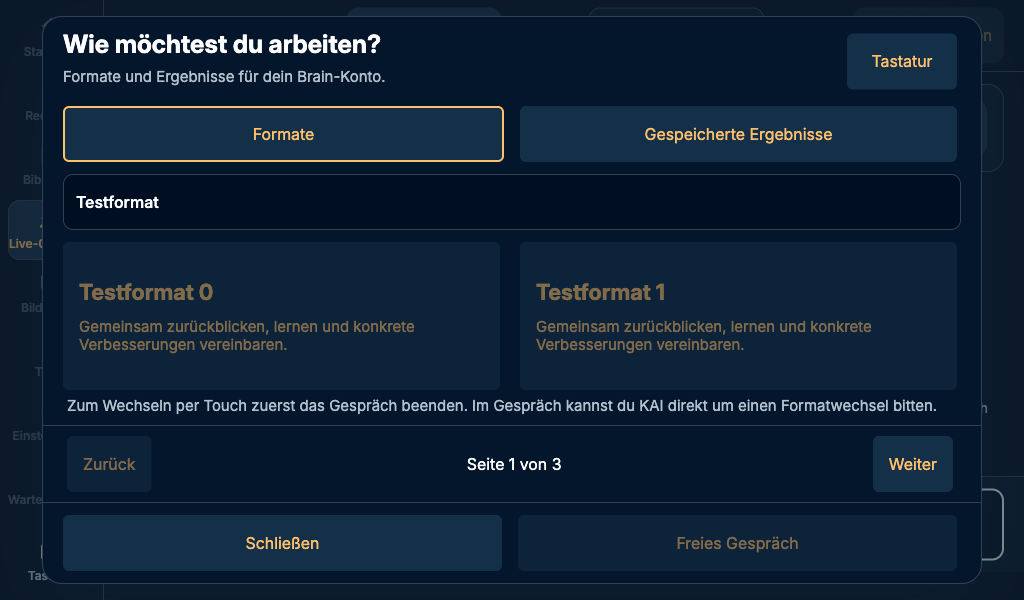 Wie möchtest du arbeiten?
Formate und Ergebnisse für dein Brain-Konto.
Tastatur
Formate
Gespeicherte Ergebnisse
Testformat
Testformat 0
Gemeinsam zurückblicken, lernen und konkrete
Verbesserungen vereinbaren.
Testformat 1
Gemeinsam zurückblicken, lernen und konkrete
Verbesserungen vereinbaren.
Zum Wechseln per Touch zuerst das Gespräch beenden. Im Gespräch kannst du KAI direkt um einen Formatwechsel bitten.
Zurück
Seite 1 von 3
Weiter
Schließen
Freies Gespräch